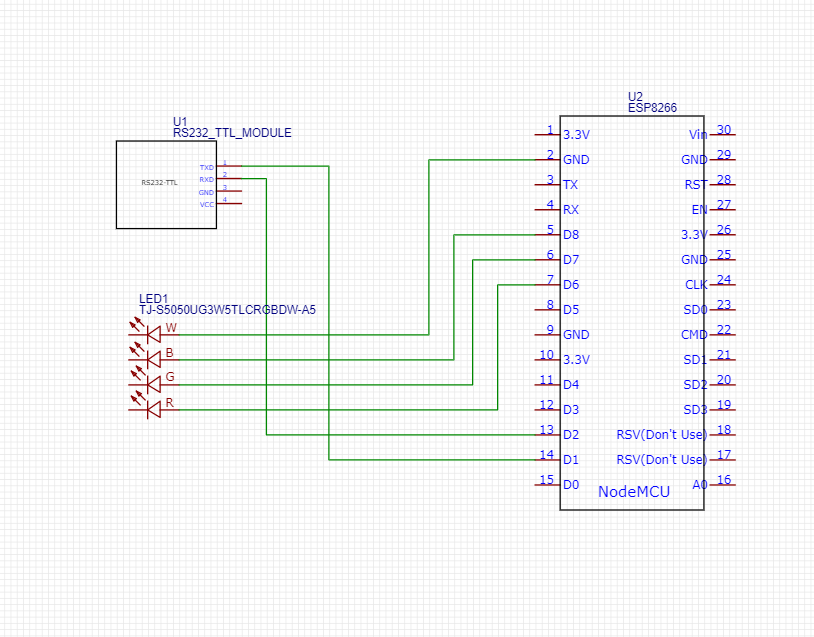 U1
RS232_TTL_MODULE
RS232-TTL
TXD 1
RXD 2
GND 3
VCC 4
LED1
TJ-S5050UG3W5TLCRGBDW-A5
W
B
G
R
U2
ESP8266
1 3.3V Vin 30
2 GND GND 29
3 TX RST 28
4 RX EN 27
5 D8 3.3V 26
6 D7 GND 25
7 D6 CLK 24
8 D5 SD0 23
9 GND CMD 22
10 3.3V SD1 21
11 D4 SD2 20
12 D3 SD3 19
13 D2 RSV(Don't Use) 18
14 D1 RSV(Don't Use) 17
15 D0 A0 16
NodeMCU